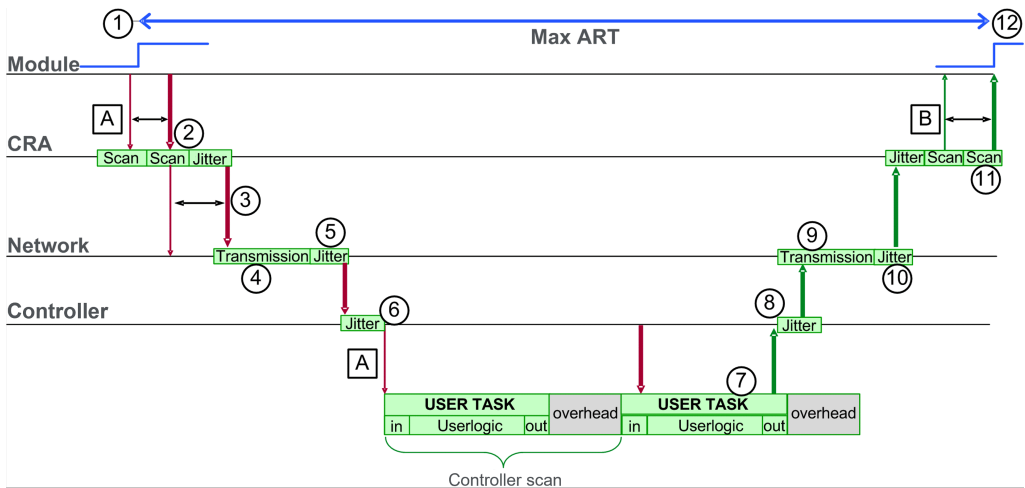 1
12
Max ART
Module
A
2
B
CRA
Scan
Scan
Jitter
Jitter
Scan
Scan
3
11
Network
5
9
Transmission
Jitter
Transmission
Jitter
4
10
Controller
6
8
Jitter
Jitter
A
7
USER TASK
overhead
USER TASK
overhead
in
Userlogic
out
in
Userlogic
out
Controller scan